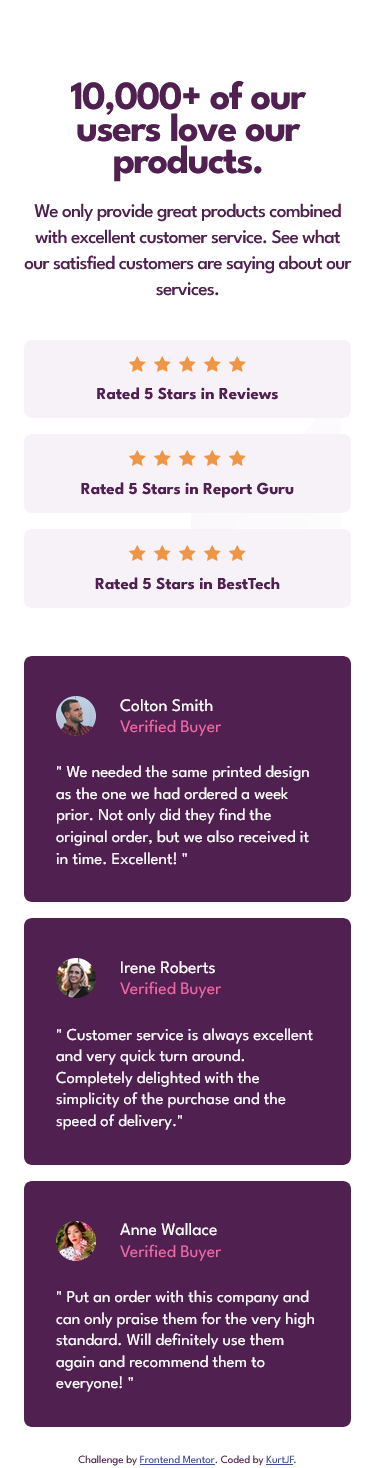 10,000+ of our
users love our
products.
We only provide great products combined
with excellent customer service. See what
our satisfied customers are saying about our
services.
Rated 5 Stars in Reviews
Rated 5 Stars in Report Guru
Rated 5 Stars in BestTech
Colton Smith
Verified Buyer
" We needed the same printed design
as the one we had ordered a week
prior. Not only did they find the
original order, but we also received it
in time. Excellent! "
Irene Roberts
Verified Buyer
" Customer service is always excellent
and very quick turn around.
Completely delighted with the
simplicity of the purchase and the
speed of delivery."
Anne Wallace
Verified Buyer
" Put an order with this company and
can only praise them for the very high
standard. Will definitely use them
again and recommend them to
everyone! "
Challenge by Frontend Mentor. Coded by KurtJF.